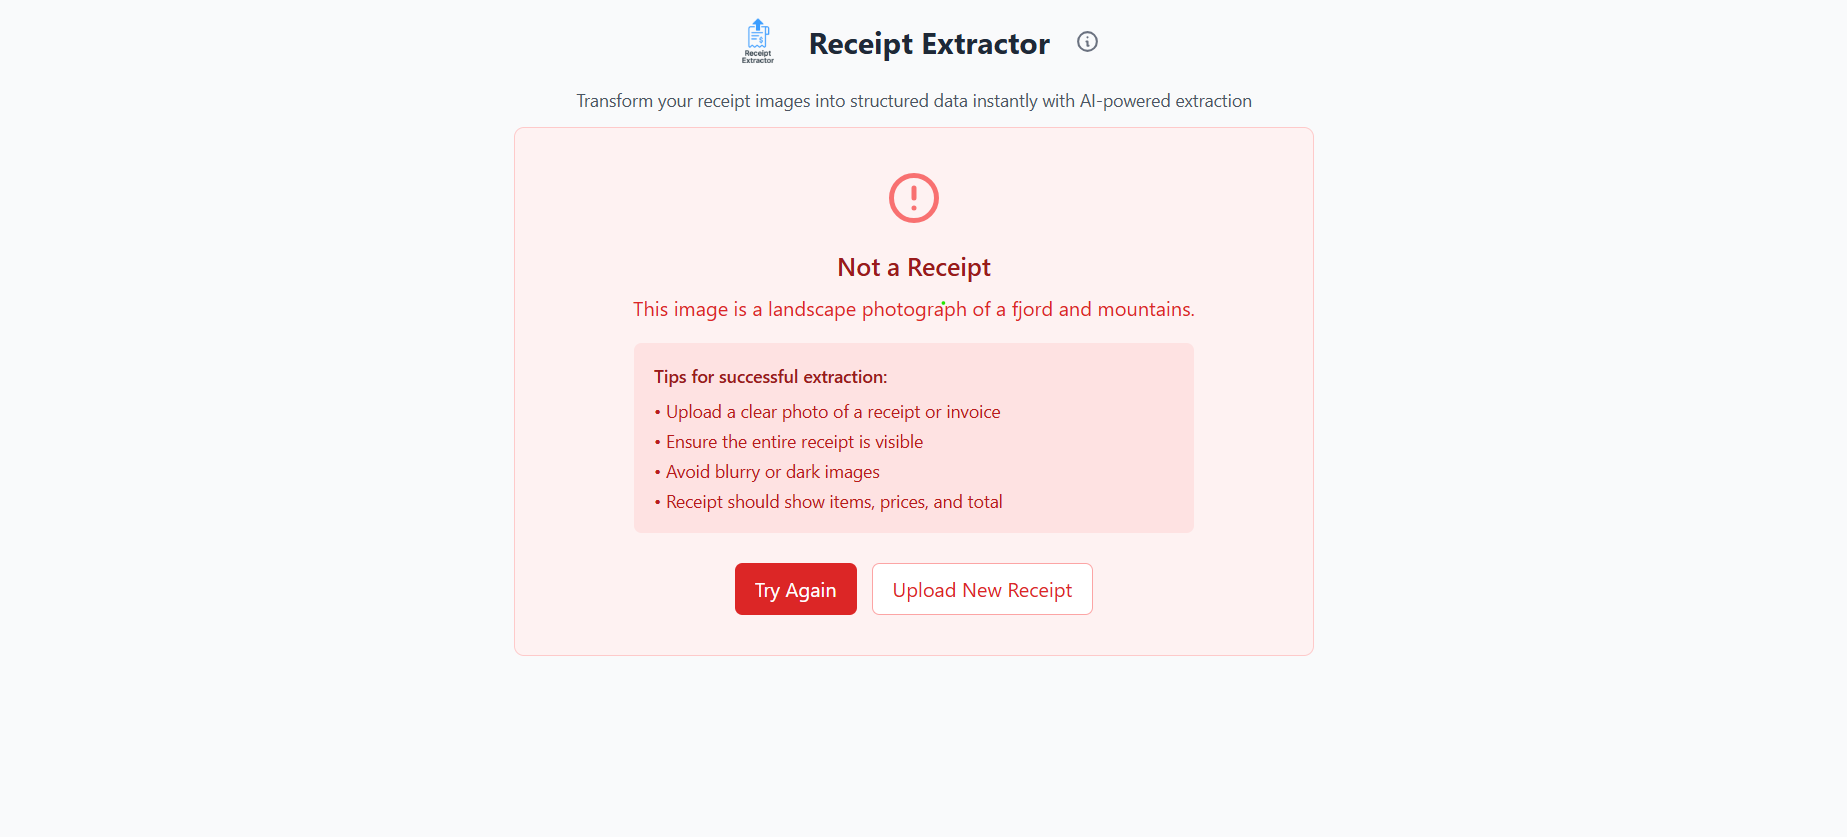 Receipt
Extractor
Receipt Extractor
Transform your receipt images into structured data instantly with AI-powered extraction
Not a Receipt
This image is a landscape photograph of a fjord and mountains.
Tips for successful extraction:
• Upload a clear photo of a receipt or invoice
• Ensure the entire receipt is visible
• Avoid blurry or dark images
• Receipt should show items, prices, and total
Try Again
Upload New Receipt